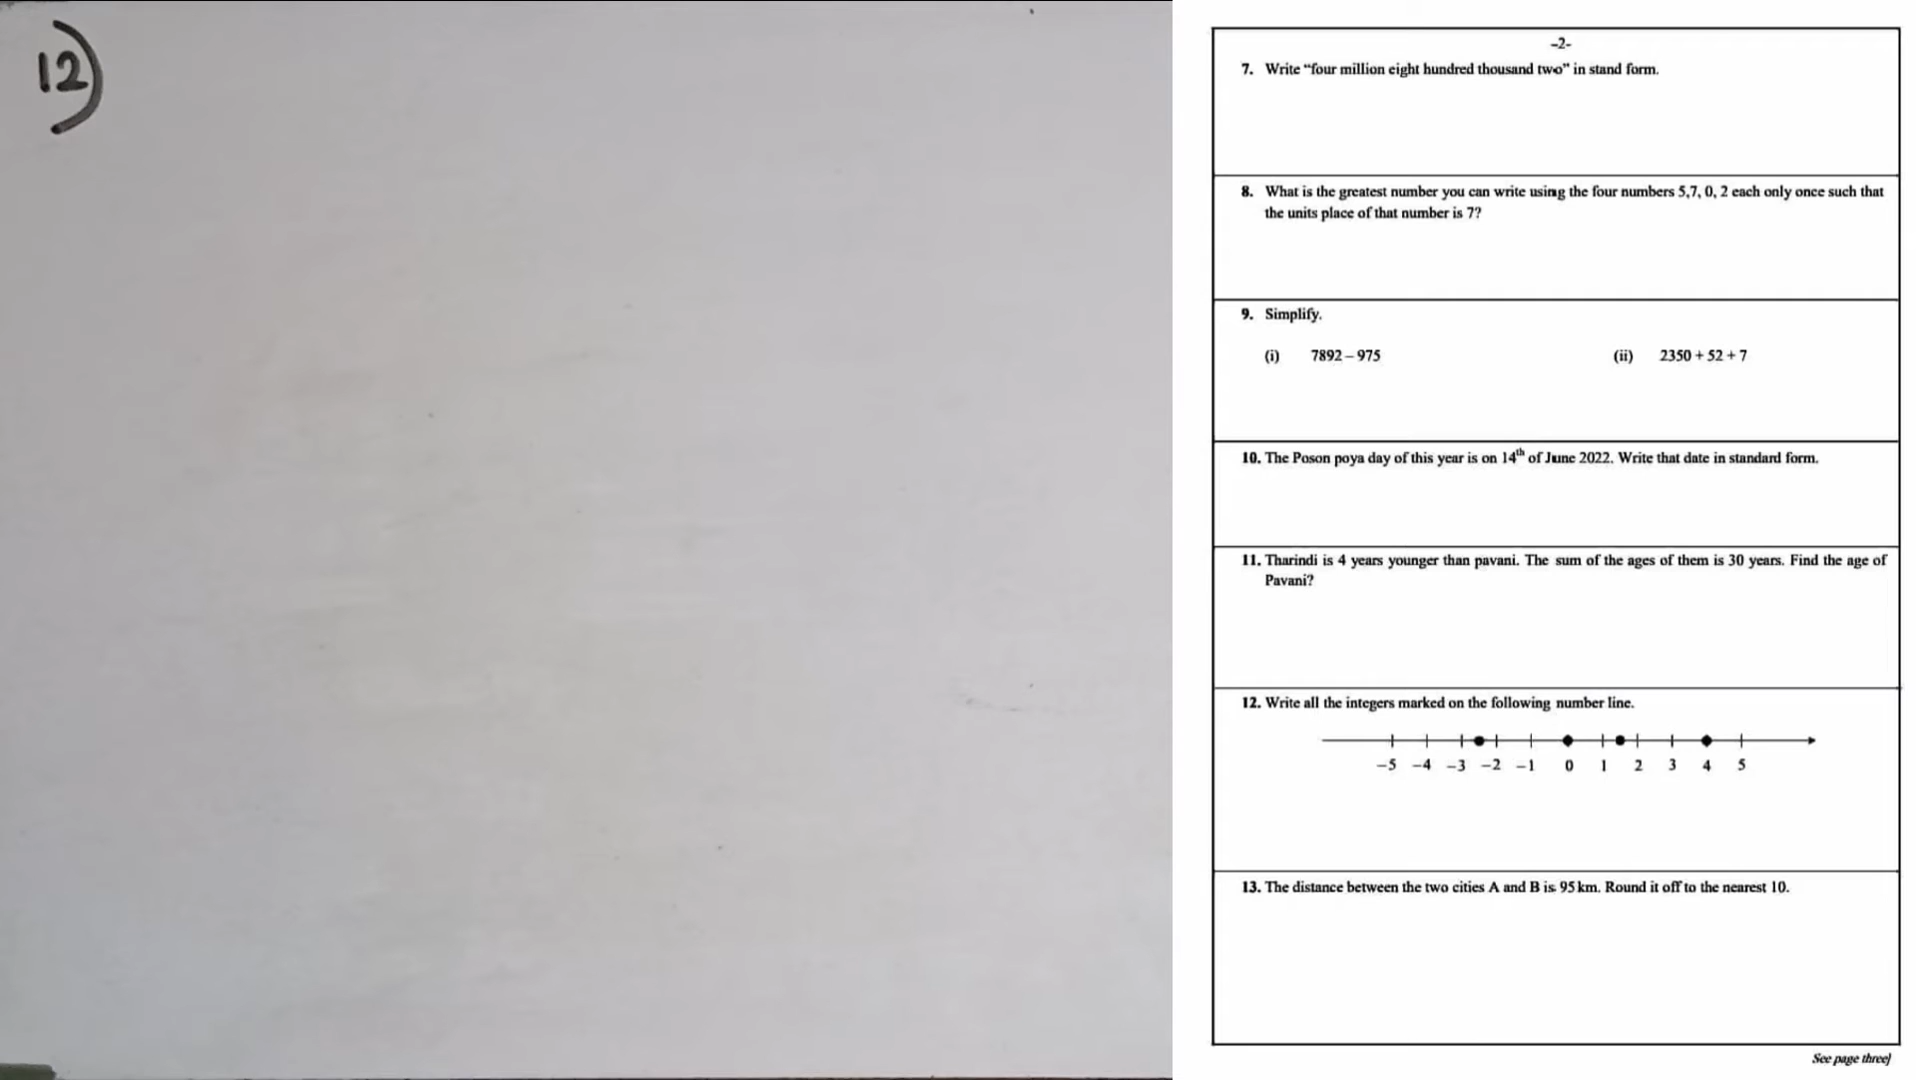 12)
-2-
7. Write “four million eight hundred thousand two” in stand form.
8. What is the greatest number you can write using the four numbers 5,7, 0, 2 each only once such that
the units place of that number is 7?
9. Simplify.
(i) 7892 – 975 (ii) 2350 + 52 + 7
10. The Poson poya day of this year is on 14th of June 2022. Write that date in standard form.
11. Tharindi is 4 years younger than pavani. The sum of the ages of them is 30 years. Find the age of
Pavani?
12. Write all the integers marked on the following number line.
–5 –4 –3 –2 –1 0 1 2 3 4 5
13. The distance between the two cities A and B is 95 km. Round it off to the nearest 10.
See page three]